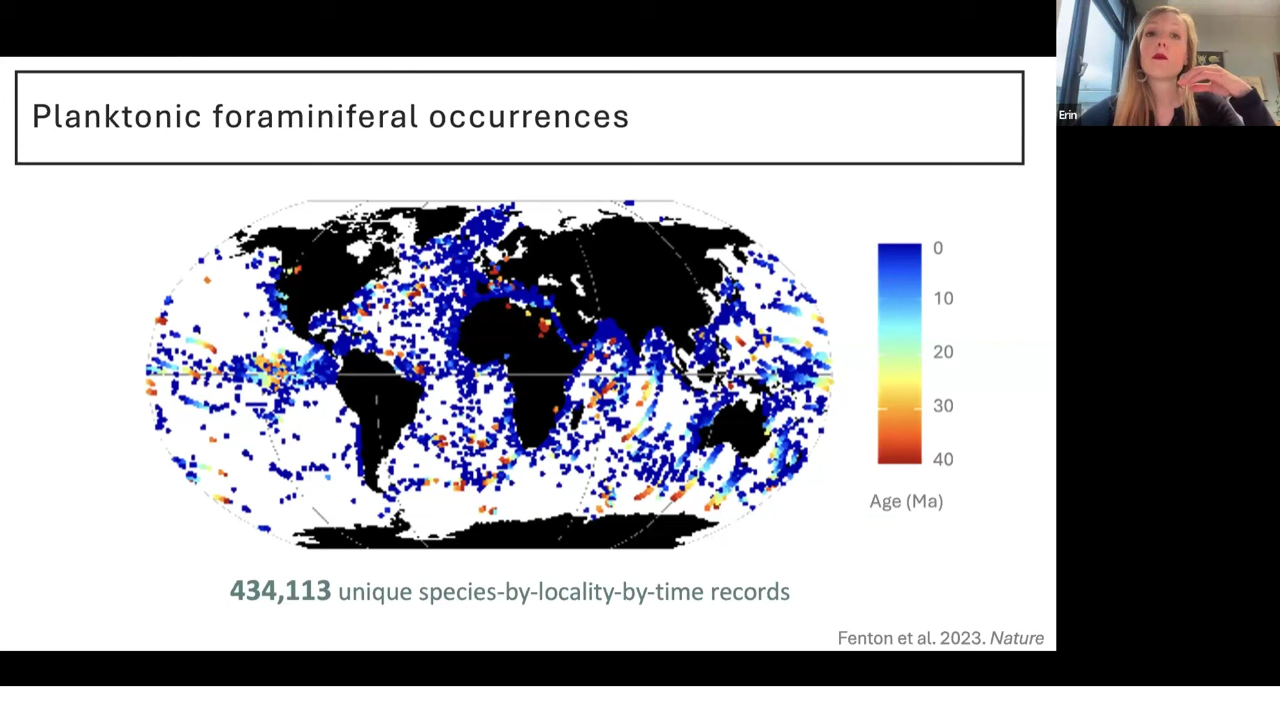 Planktonic foraminiferal occurrences
Erin
0
10
20
30
40
Age (Ma)
434,113 unique species-by-locality-by-time records
Fenton et al. 2023. Nature